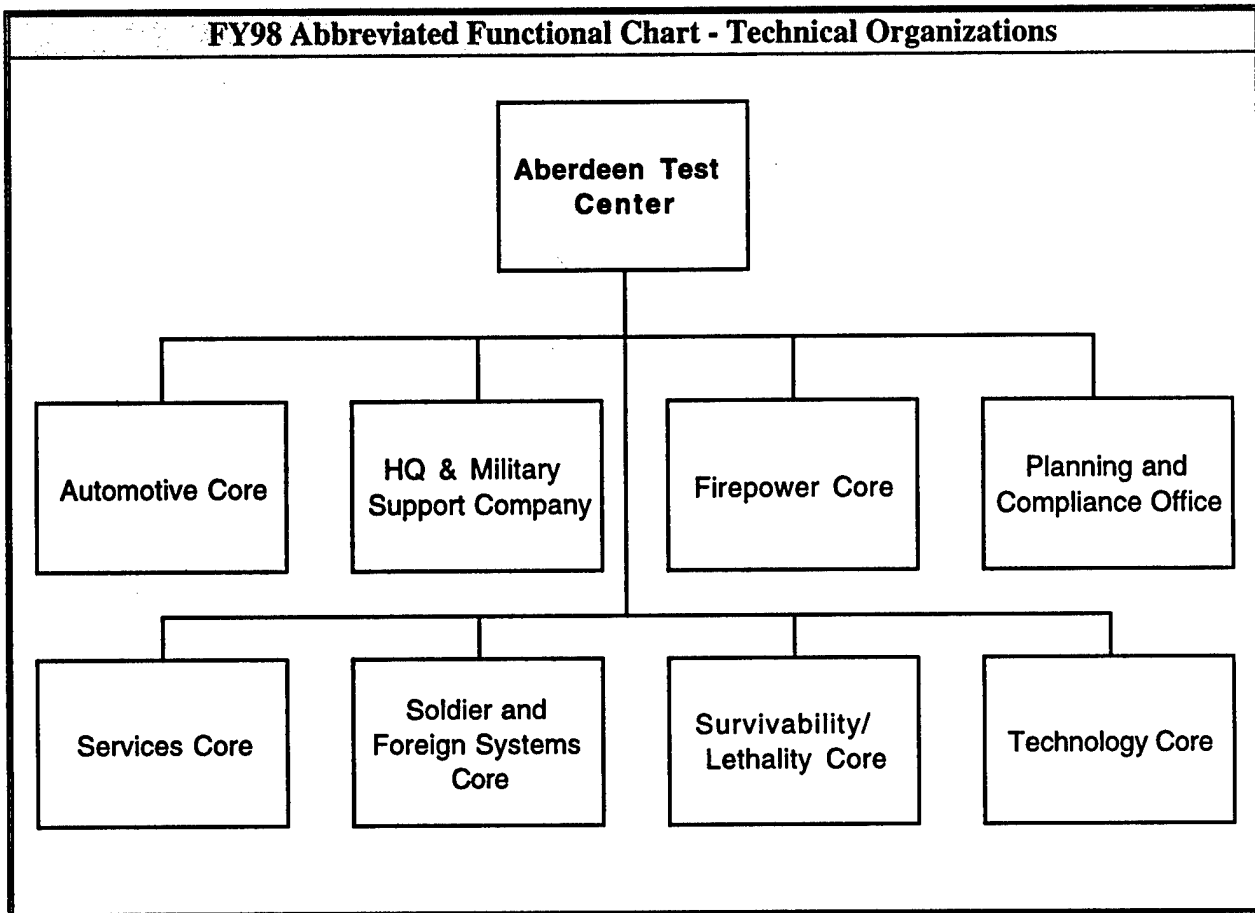 FY98 Abbreviated Functional Chart - Technical Organizations
Aberdeen Test
Center
Automotive Core
HQ & Military
Support Company
Firepower Core
Planning and
Compliance Office
Services Core
Soldier and
Foreign Systems
Core
Survivability/
Lethality Core
Technology Core